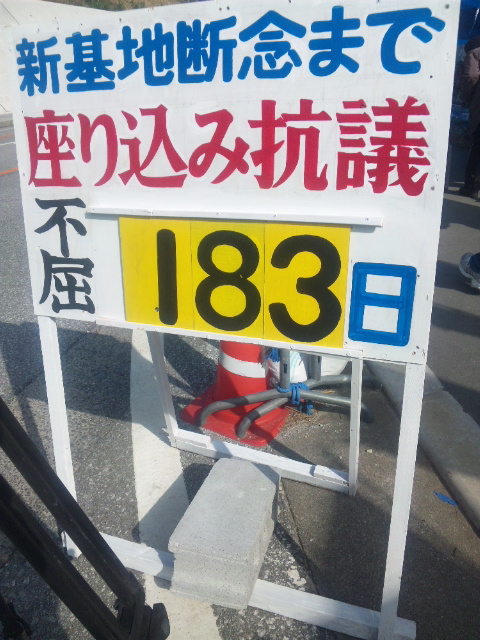 新基地断念まで
座り込み抗議
不屈
183日